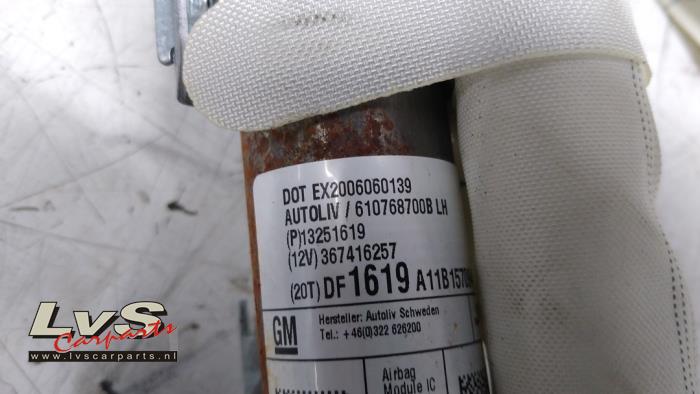 DOT EX2006060139
AUTOLIV / 610768700B LH
(P)13251619
(12V) 367416257
(20T) DF 1619
GM
Hersteller: Autoliv Schweden
Tel.: +46(0)322 626200
Airbag
Module IC
LvS
Carparts
www.lvscarparts.nl